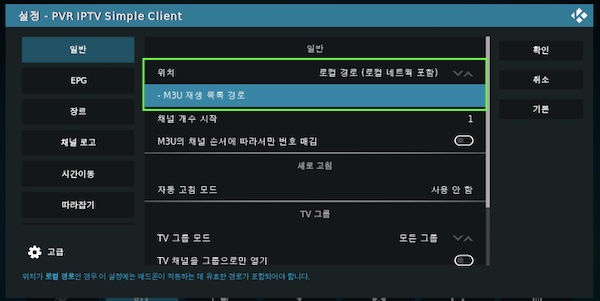 설정 - PVR IPTV Simple Client
일반
EPG
장르
채널 로고
시간이동
따라잡기
고급
일반
위치 로컬 경로 (로컬 네트웍 포함)
- M3U 재생 목록 경로
채널 개수 시작 1
M3U의 채널 순서에 따라서만 번호 매김
새로 고침
자동 고침 모드 사용 안 함
TV 그룹
TV 그룹 모드 모든 그룹
TV 채널을 그룹으로만 열기
확인
취소
기본
위치가 로컬 경로인 경우 이 설정에는 애드온이 작동하는 데 유효한 경로가 포함되어야 합니다.